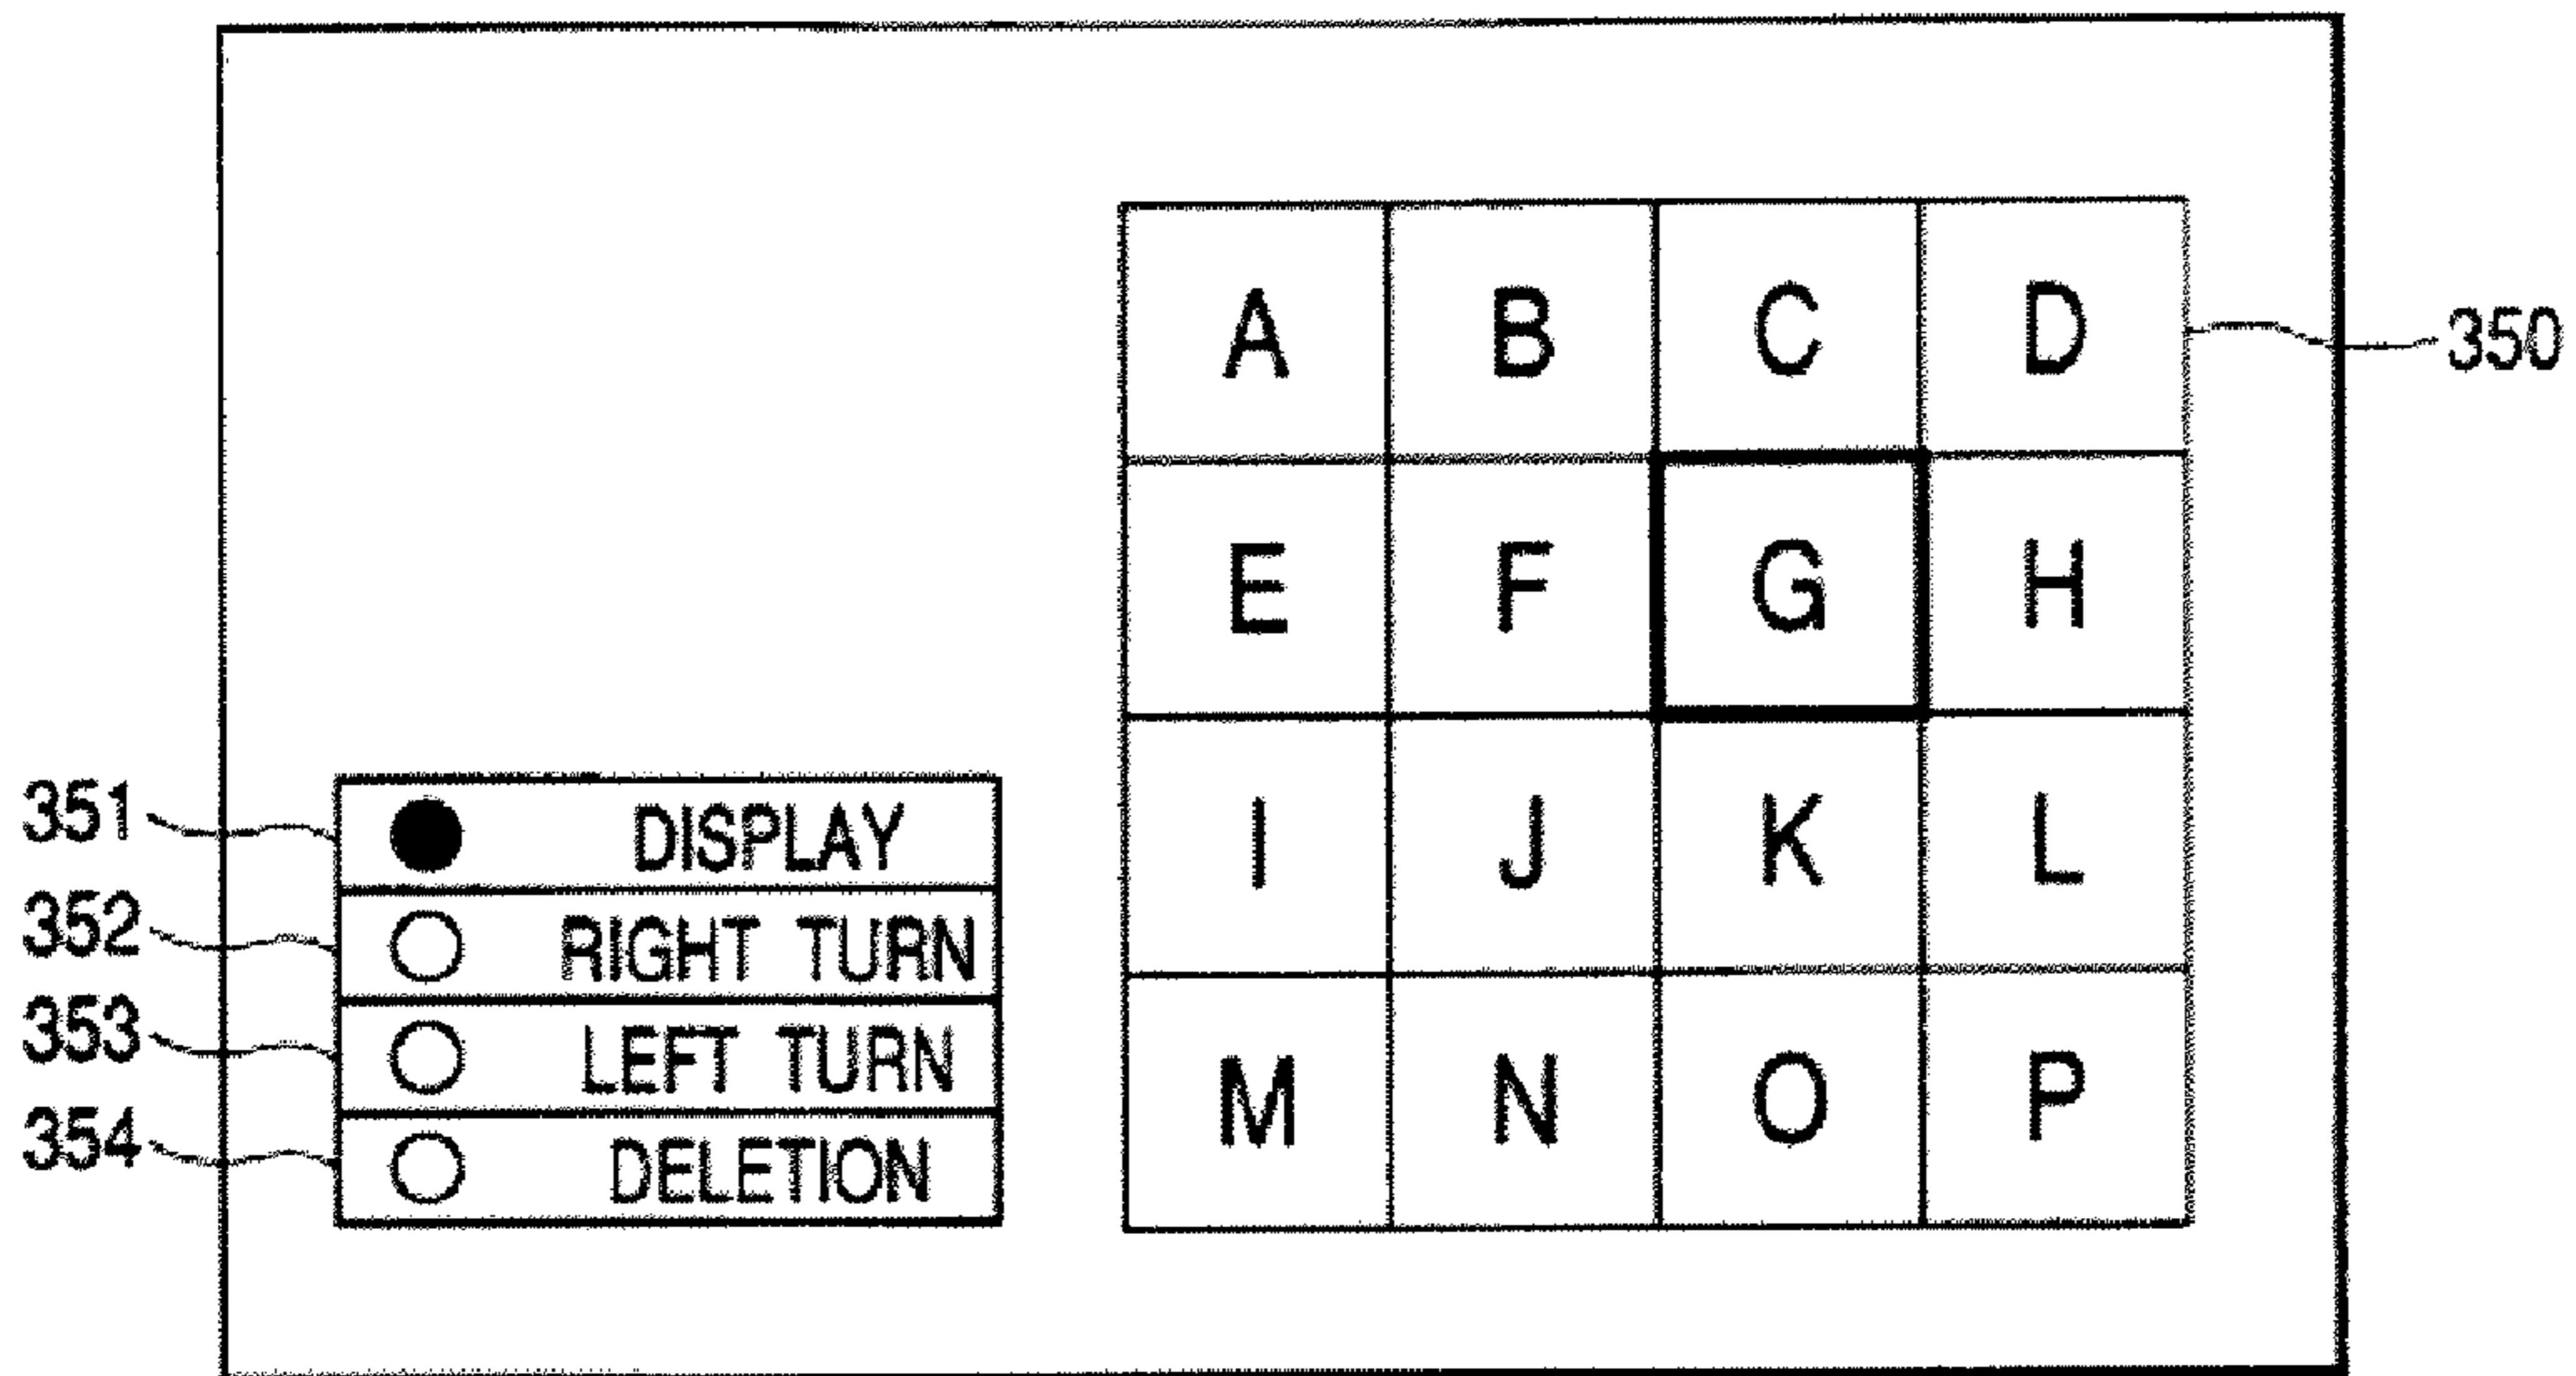 A B C D
350
E F G H
351 DISPLAY
I J K L
352 RIGHT TURN
353 LEFT TURN
M N O P
354 DELETION